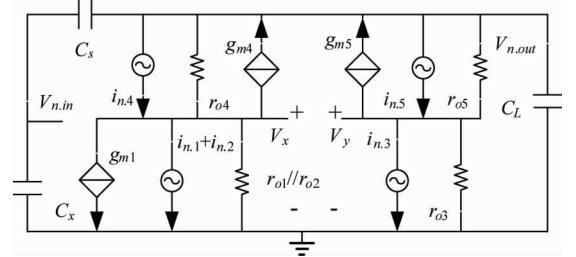 C_s
g_m4
g_m5
V_n.out
V_n.in
i_n.4
r_o4
i_n.5
r_o5
C_L
+
+
g_m1
i_n.1+i_n.2
V_x
V_y
i_n.3
C_x
r_o1//r_o2
-
-
r_o3